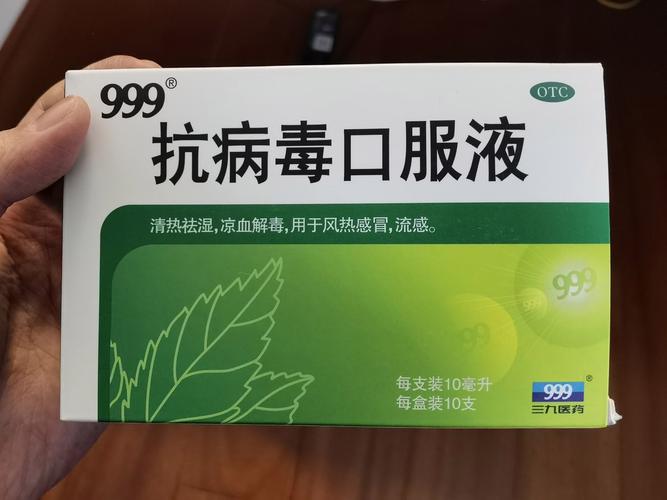 999®
OTC
抗病毒口服液
清热祛湿,凉血解毒,用于风热感冒,流感。
999
999
每支装10毫升
每盒装10支
999®
三九医药